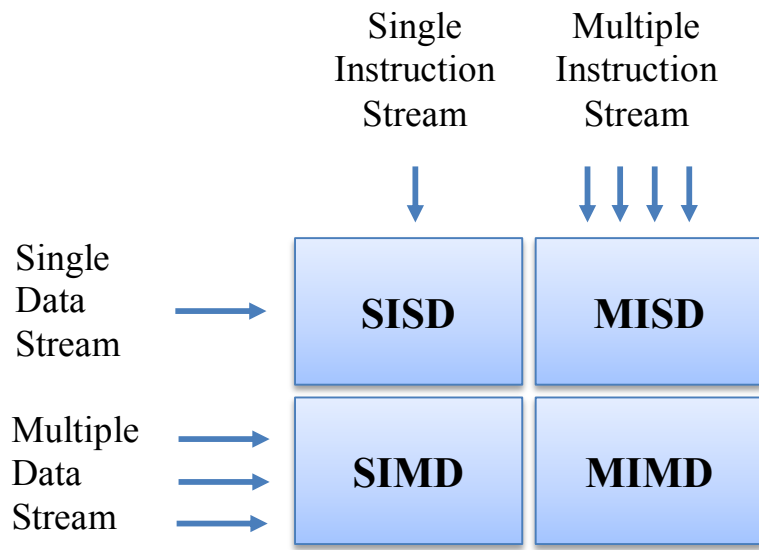 Single
Instruction
Stream
Multiple
Instruction
Stream
Single
Data
Stream
SISD
MISD
Multiple
Data
Stream
SIMD
MIMD